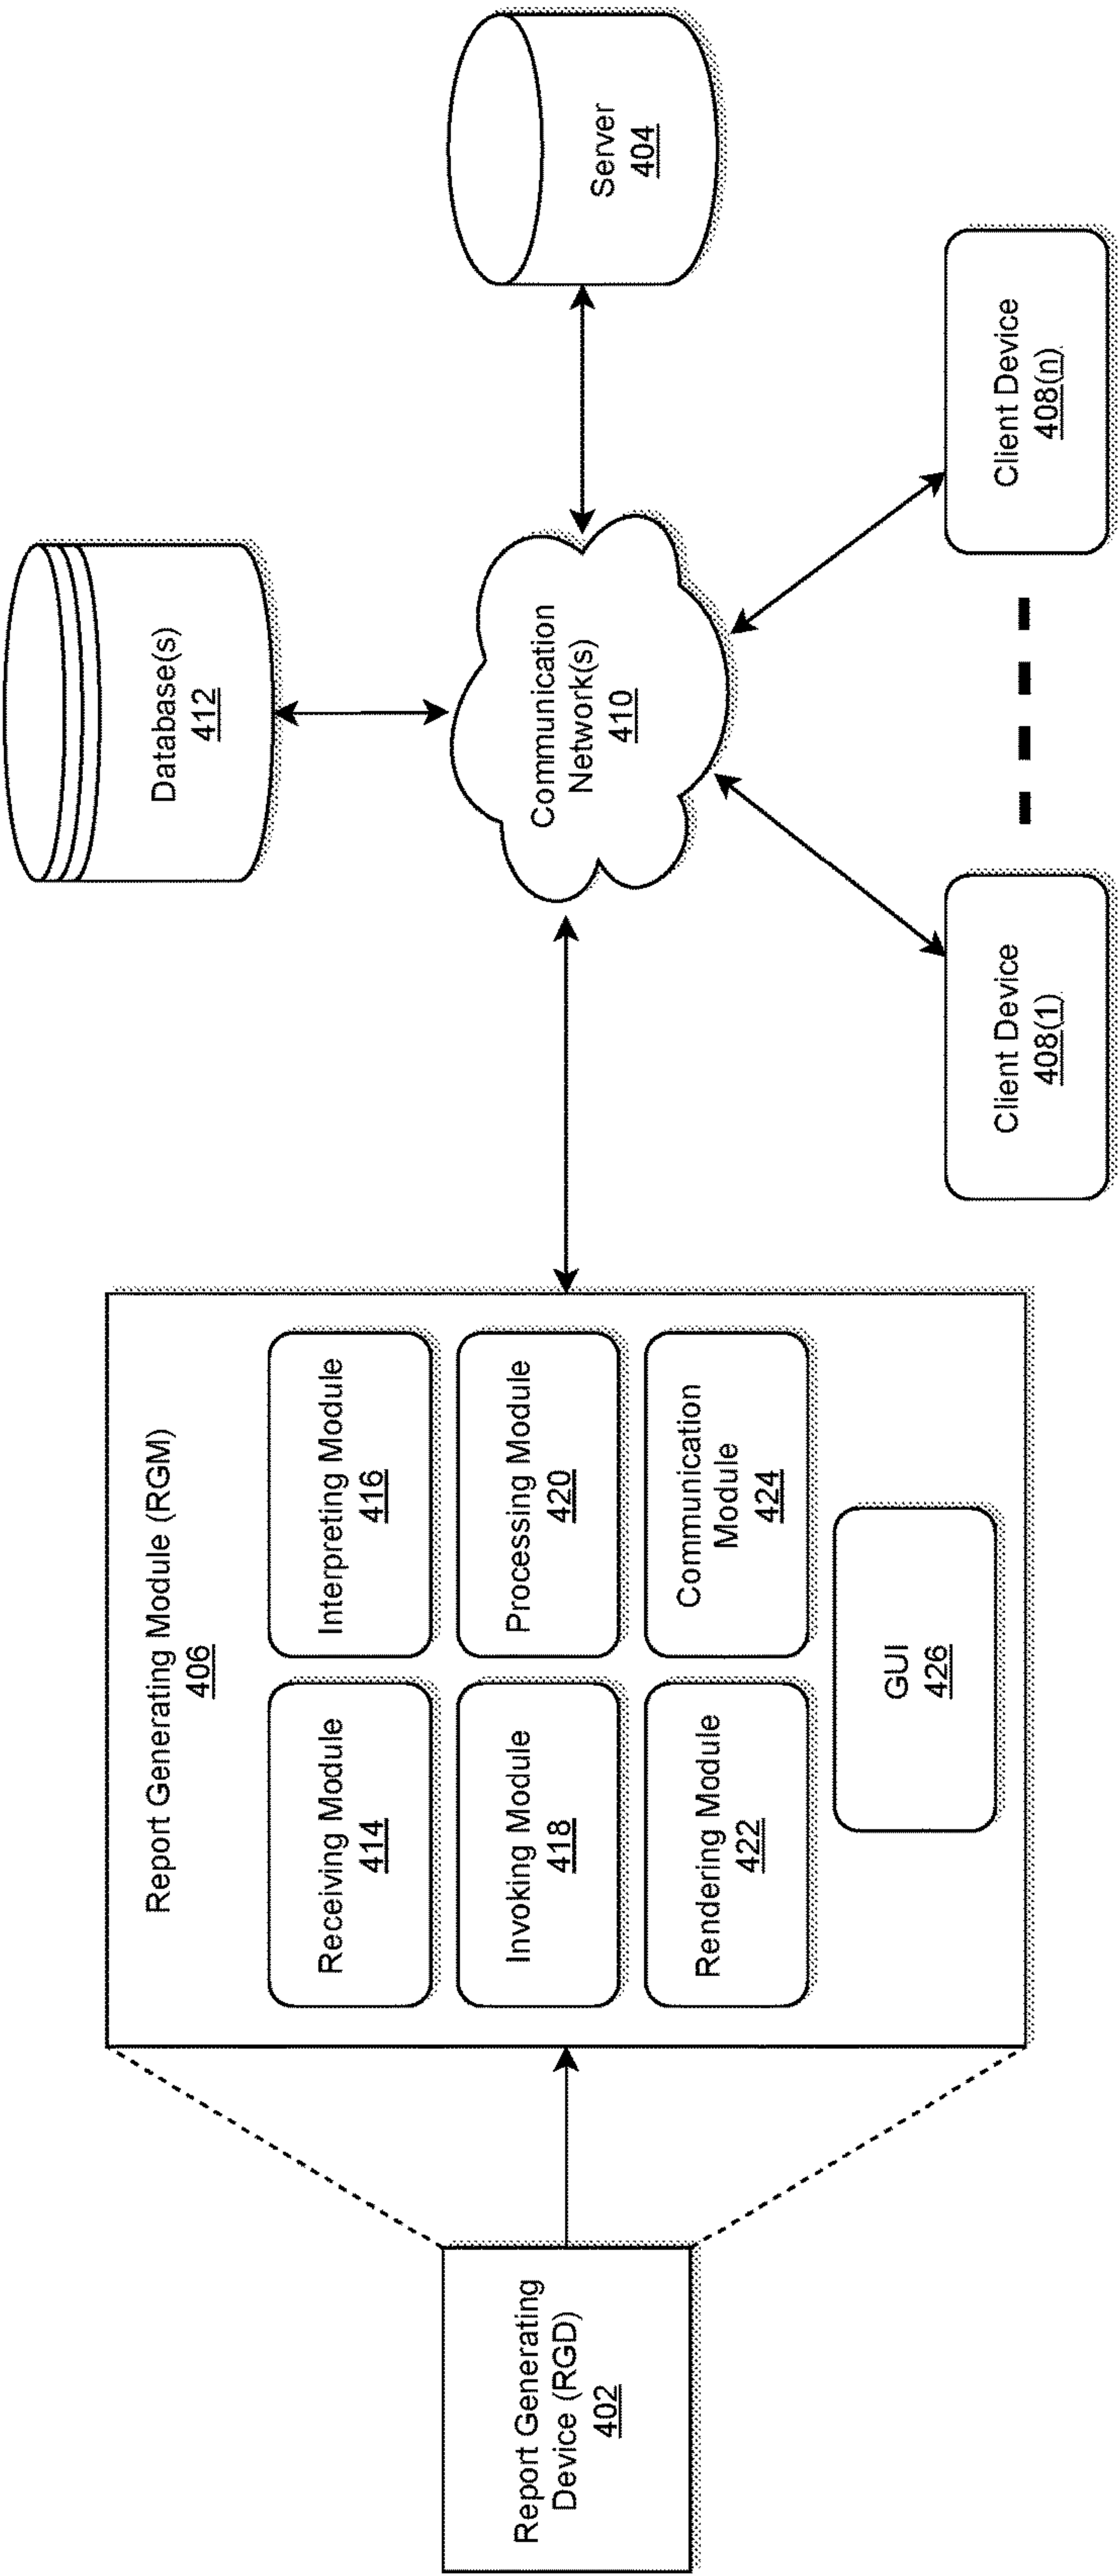 Report Generating
Device (RGD)
402
Report Generating Module (RGM)
406
Receiving Module
414
Interpreting Module
416
Invoking Module
418
Processing Module
420
Rendering Module
422
Communication
Module
424
GUI
426
Database(s)
412
Communication
Network(s)
410
Server
404
Client Device
408(1)
Client Device
408(n)